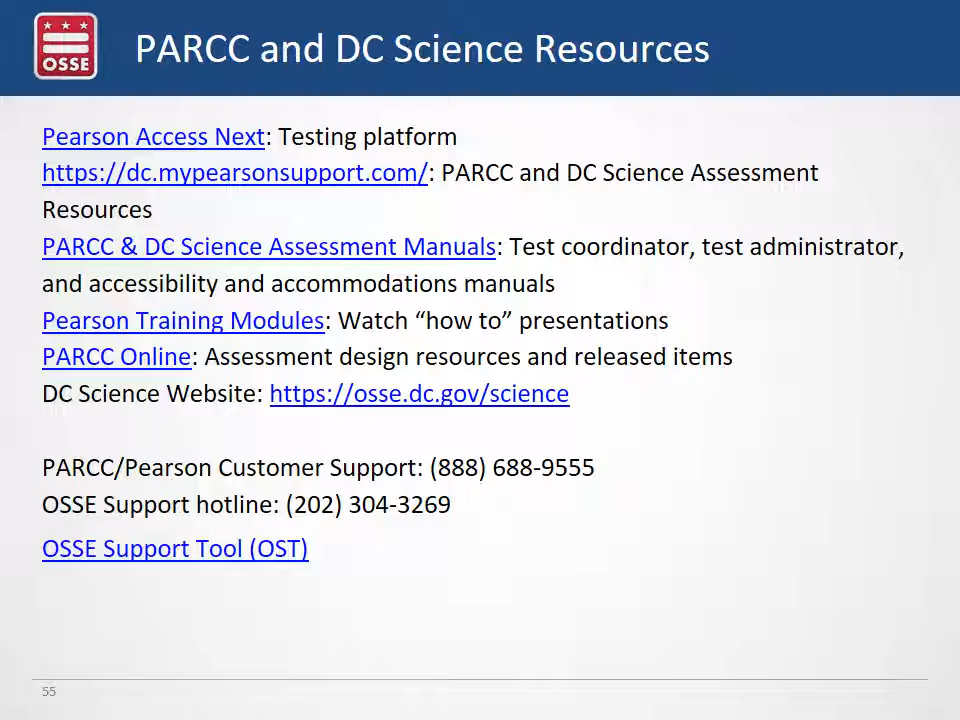 OSSE
PARCC and DC Science Resources
Pearson Access Next: Testing platform
https://dc.mypearsonsupport.com/: PARCC and DC Science Assessment
Resources
PARCC & DC Science Assessment Manuals: Test coordinator, test administrator,
and accessibility and accommodations manuals
Pearson Training Modules: Watch “how to” presentations
PARCC Online: Assessment design resources and released items
DC Science Website: https://osse.dc.gov/science
PARCC/Pearson Customer Support: (888) 688-9555
OSSE Support hotline: (202) 304-3269
OSSE Support Tool (OST)
55